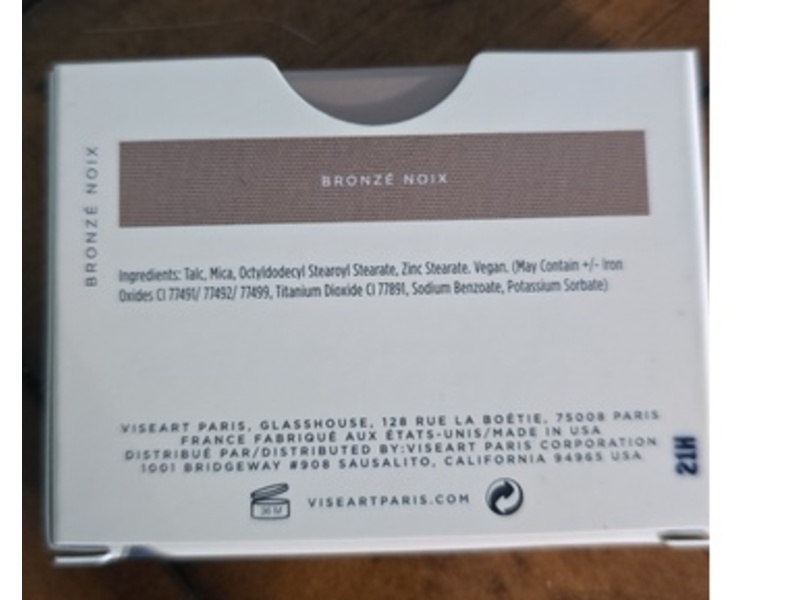 BRONZÉ NOIX
BRONZÉ NOIX
Ingredients: Talc, Mica, Octyldodecyl Stearoyl Stearate, Zinc Stearate. Vegan. (May Contain +/- Iron
Oxides CI 77491/ 77492/ 77499, Titanium Dioxide CI 77891, Sodium Benzoate, Potassium Sorbate)
VISEART PARIS, GLASSHOUSE, 128 RUE LA BOÉTIE, 75008 PARIS
FRANCE FABRIQUÉ AUX ÉTATS-UNIS/MADE IN USA
DISTRIBUÉ PAR/DISTRIBUTED BY:VISEART PARIS CORPORATION
1001 BRIDGEWAY #908 SAUSALITO, CALIFORNIA 94965 USA
21H
36 M
VISEARTPARIS.COM